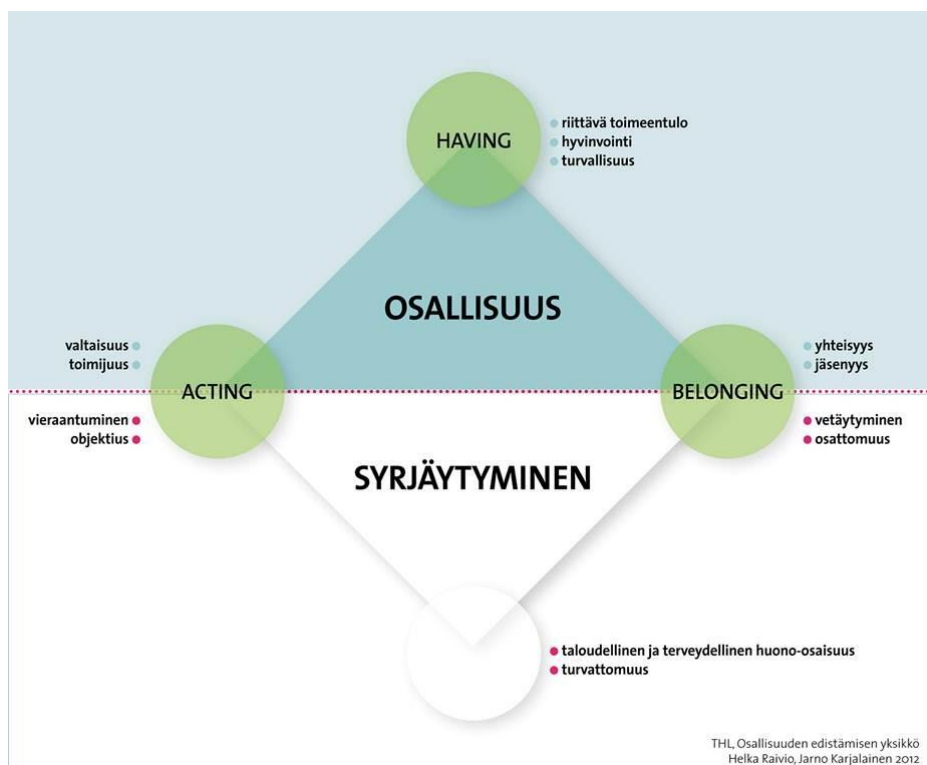 HAVING
riittävä toimeentulo
hyvinvointi
turvallisuus
OSALLISUUS
valtaisuus
toimijuus
ACTING
vieraantuminen
objektius
yhteisyys
jäsenyys
BELONGING
vetäytyminen
osattomuus
SYRJÄYTYMINEN
taloudellinen ja terveydellinen huono-osaisuus
turvattomuus
THL, Osallisuuden edistämisen yksikkö
Helka Raivio, Jarno Karjalainen 2012